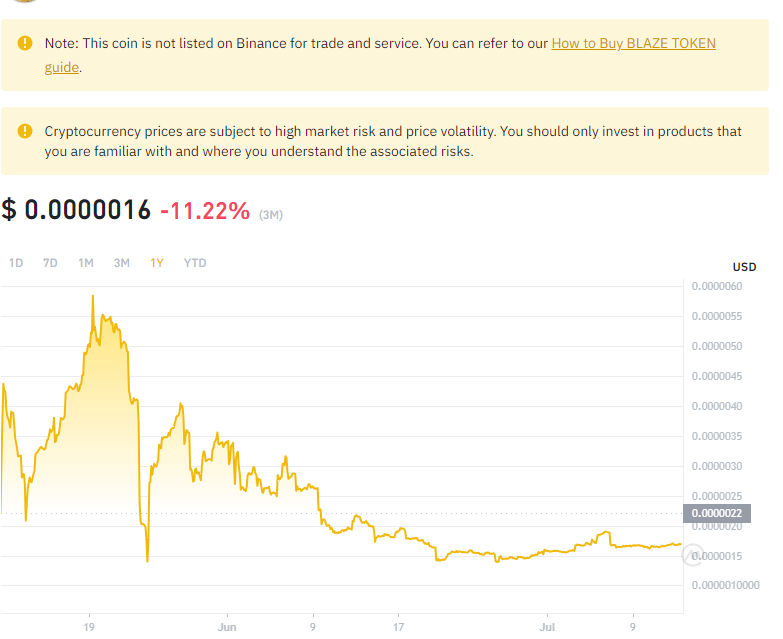 Note: This coin is not listed on Binance for trade and service. You can refer to our How to Buy BLAZE TOKEN
guide.
Cryptocurrency prices are subject to high market risk and price volatility. You should only invest in products that
you are familiar with and where you understand the associated risks.
$ 0.0000016 -11.22% (3M)
1D 7D 1M 3M 1Y YTD
USD
0.0000060
0.0000055
0.0000050
0.0000045
0.0000040
0.0000035
0.0000030
0.0000025
0.0000022
0.0000020
0.0000015
0.0000010000
19 Jun 9 17 Jul 9